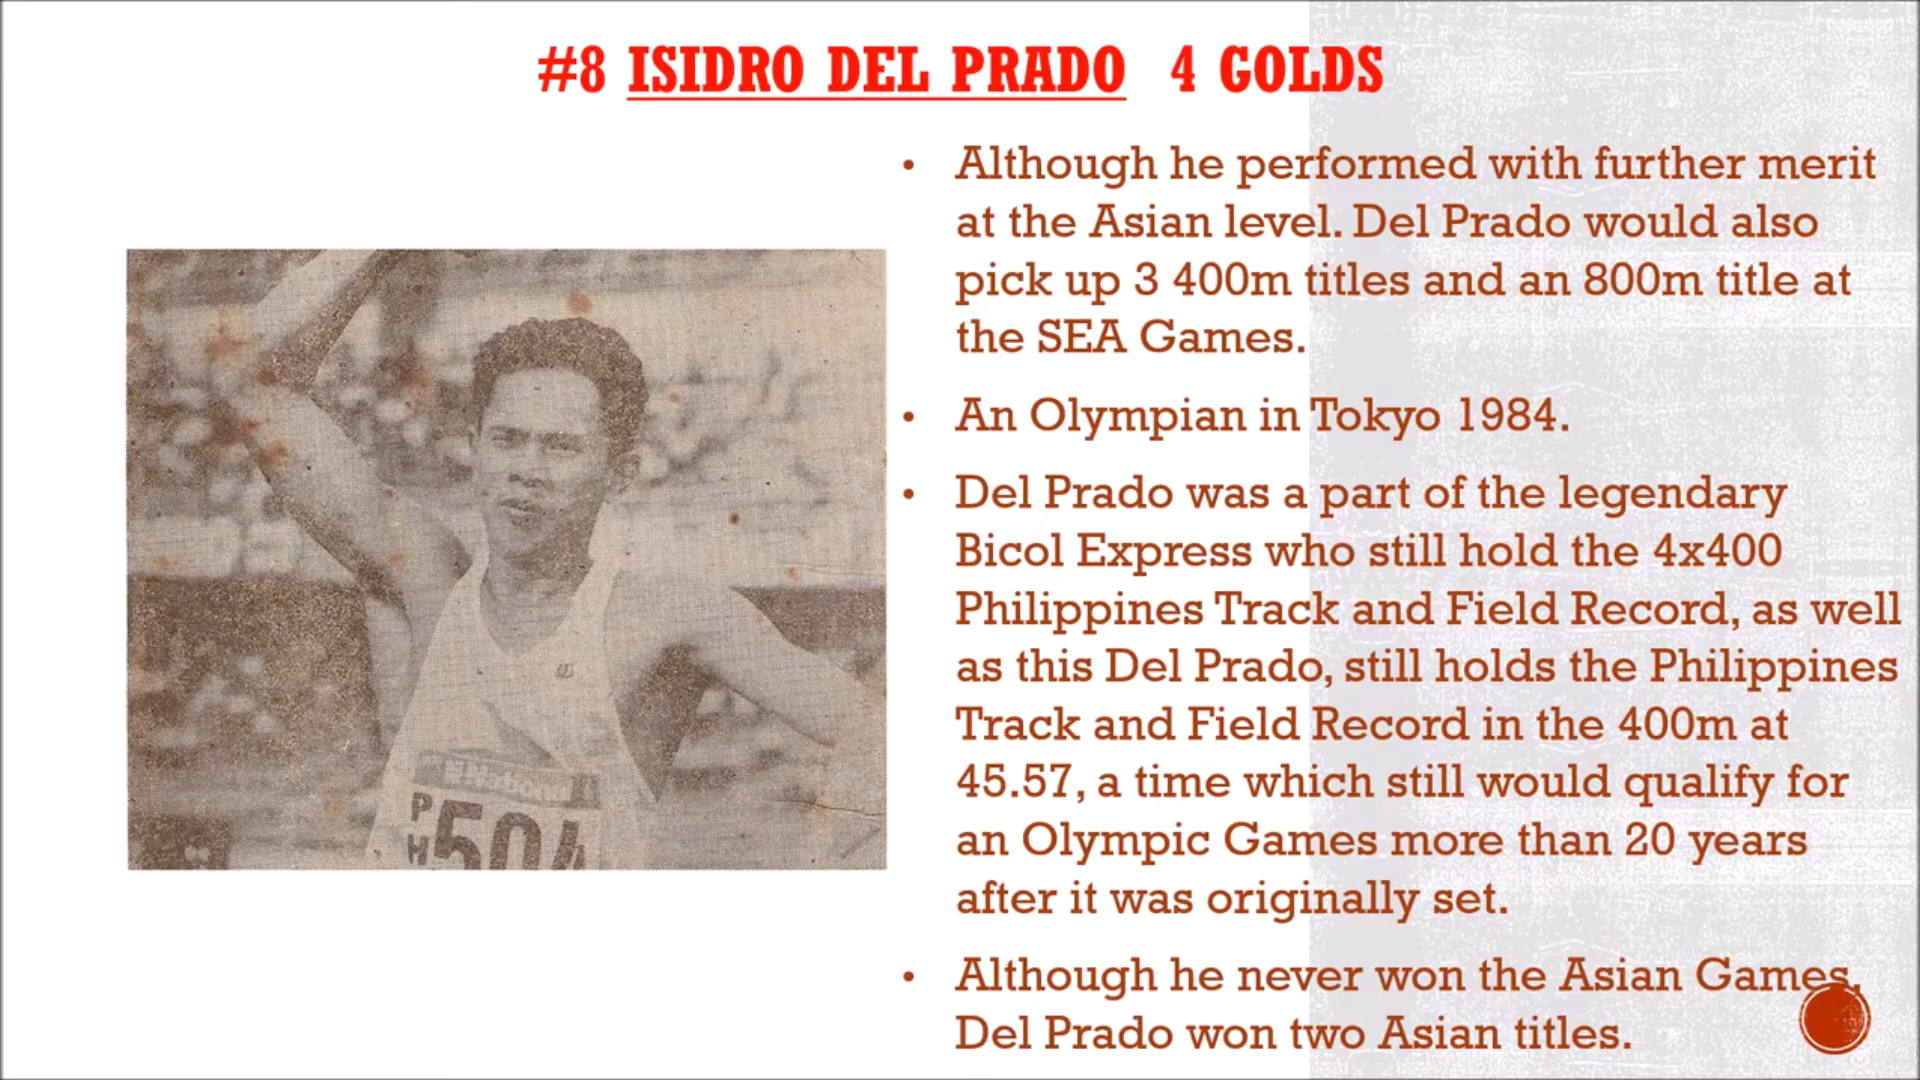 #8 ISIDRO DEL PRADO 4 GOLDS
• Although he performed with further merit
at the Asian level. Del Prado would also
pick up 3 400m titles and an 800m title at
the SEA Games.
• An Olympian in Tokyo 1984.
• Del Prado was a part of the legendary
Bicol Express who still hold the 4x400
Philippines Track and Field Record, as well
as this Del Prado, still holds the Philippines
Track and Field Record in the 400m at
45.57, a time which still would qualify for
an Olympic Games more than 20 years
after it was originally set.
• Although he never won the Asian Games,
Del Prado won two Asian titles.
National
PH
504